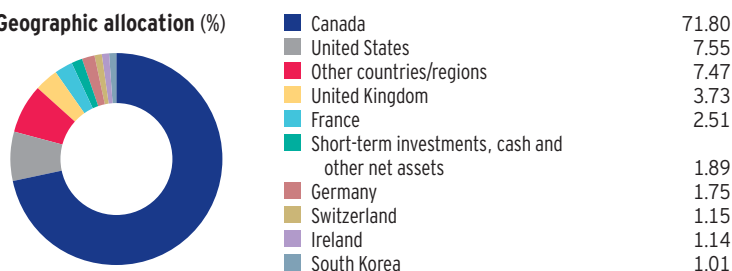 Geographic allocation (%)
Canada 71.80
United States 7.55
Other countries/regions 7.47
United Kingdom 3.73
France 2.51
Short-term investments, cash and
other net assets 1.89
Germany 1.75
Switzerland 1.15
Ireland 1.14
South Korea 1.01